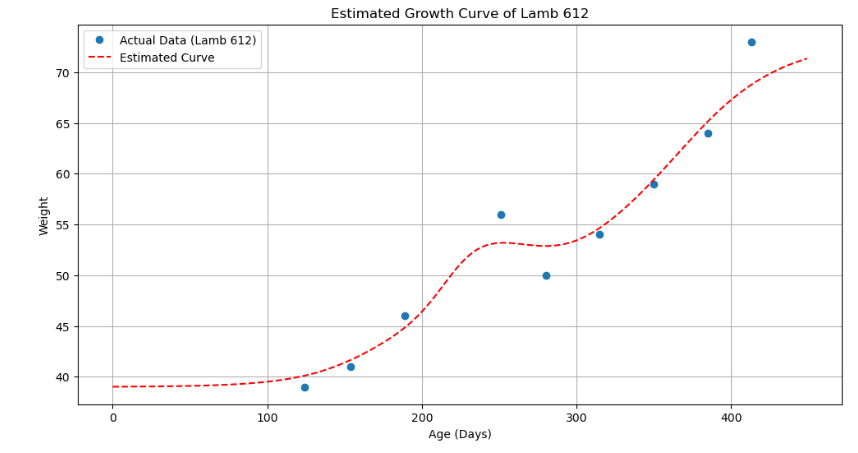 Estimated Growth Curve of Lamb 612
Actual Data (Lamb 612)
Estimated Curve
70
65
60
55
50
45
40
Weight
0 100 200 300 400
Age (Days)